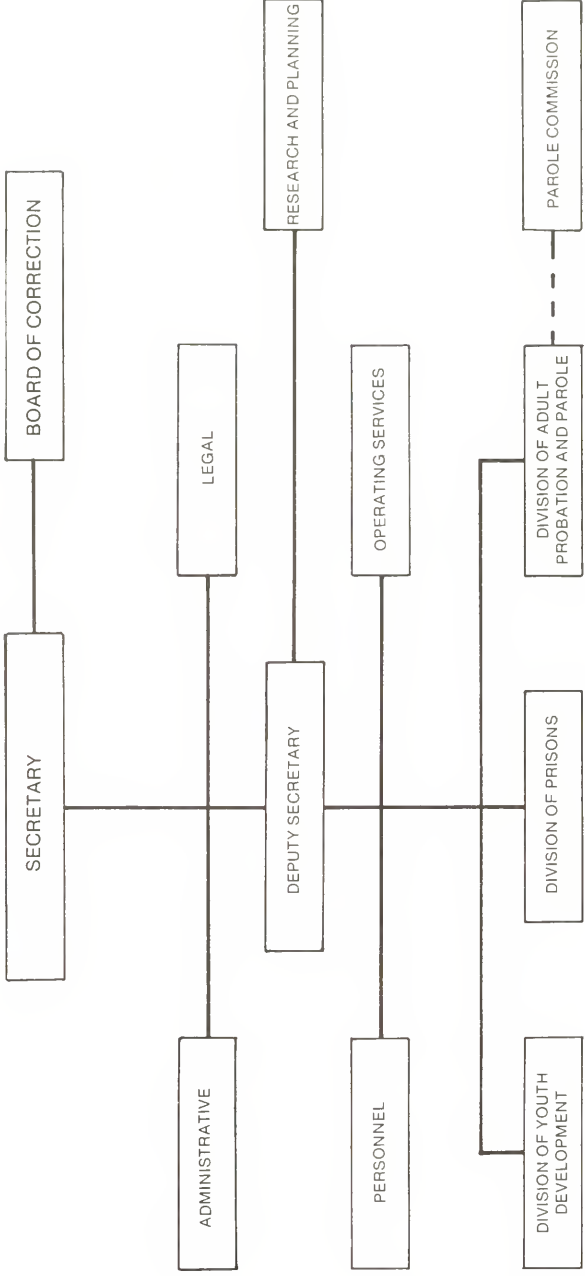 SECRETARY
BOARD OF CORRECTION
ADMINISTRATIVE
LEGAL
DEPUTY SECRETARY
RESEARCH AND PLANNING
PERSONNEL
OPERATING SERVICES
DIVISION OF YOUTH
DEVELOPMENT
DIVISION OF PRISONS
DIVISION OF ADULT
PROBATION AND PAROLE
PAROLE COMMISSION